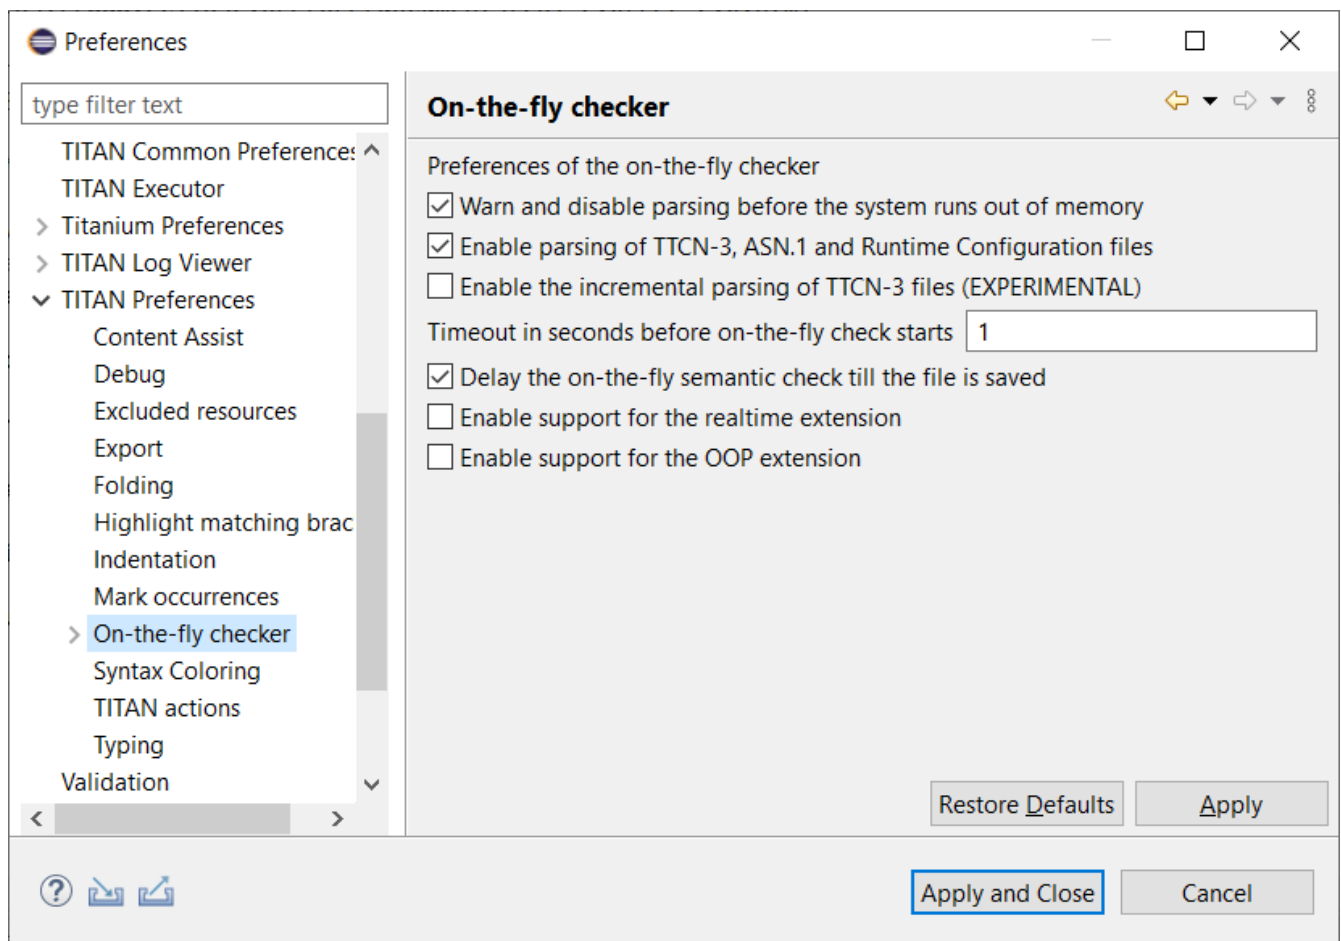 Preferences
type filter text
TITAN Common Preferences
TITAN Executor
Titanium Preferences
TITAN Log Viewer
TITAN Preferences
Content Assist
Debug
Excluded resources
Export
Folding
Highlight matching brac
Indentation
Mark occurrences
On-the-fly checker
Syntax Coloring
TITAN actions
Typing
Validation
On-the-fly checker
Preferences of the on-the-fly checker
Warn and disable parsing before the system runs out of memory
Enable parsing of TTCN-3, ASN.1 and Runtime Configuration files
Enable the incremental parsing of TTCN-3 files (EXPERIMENTAL)
Timeout in seconds before on-the-fly check starts 1
Delay the on-the-fly semantic check till the file is saved
Enable support for the realtime extension
Enable support for the OOP extension
Restore Defaults Apply
Apply and Close Cancel